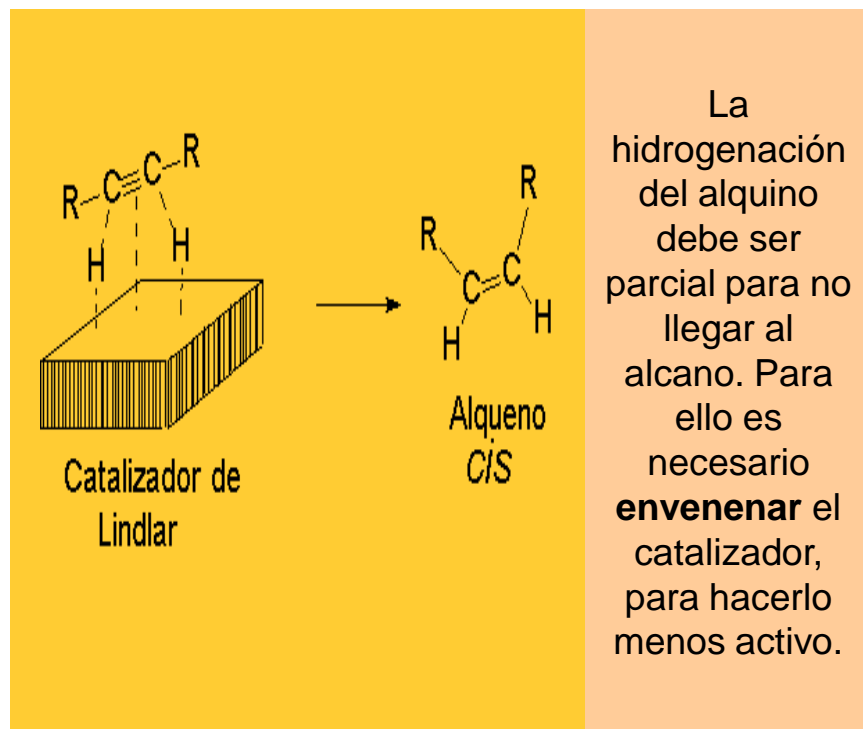 R C C R
H H
R R
C C
H H
Catalizador de
Lindlar
Alqueno
CIS
La
hidrogenación
del alquino
debe ser
parcial para no
llegar al
alcano. Para
ello es
necesario
envenenar el
catalizador,
para hacerlo
menos activo.